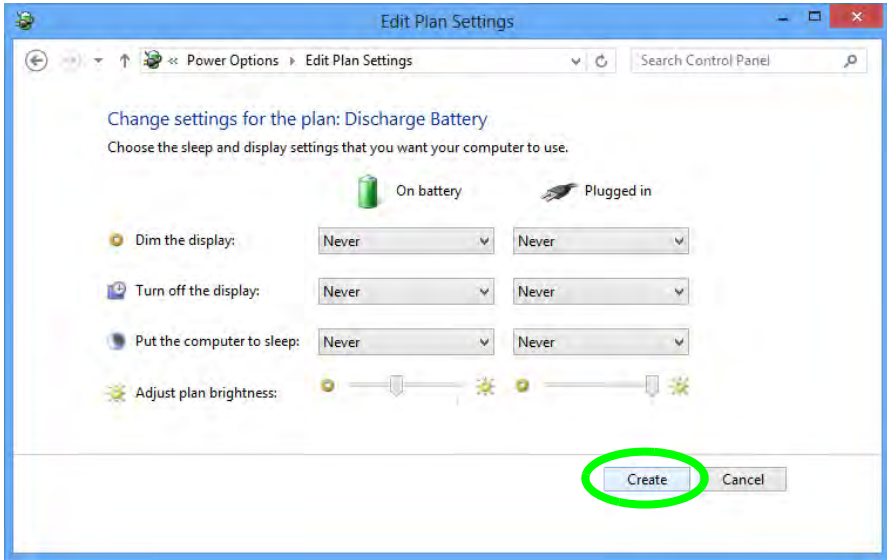 Edit Plan Settings
« Power Options Edit Plan Settings Search Control Panel
Change settings for the plan: Discharge Battery
Choose the sleep and display settings that you want your computer to use.
On battery Plugged in
Dim the display: Never Never
Turn off the display: Never Never
Put the computer to sleep: Never Never
Adjust plan brightness:
Create Cancel